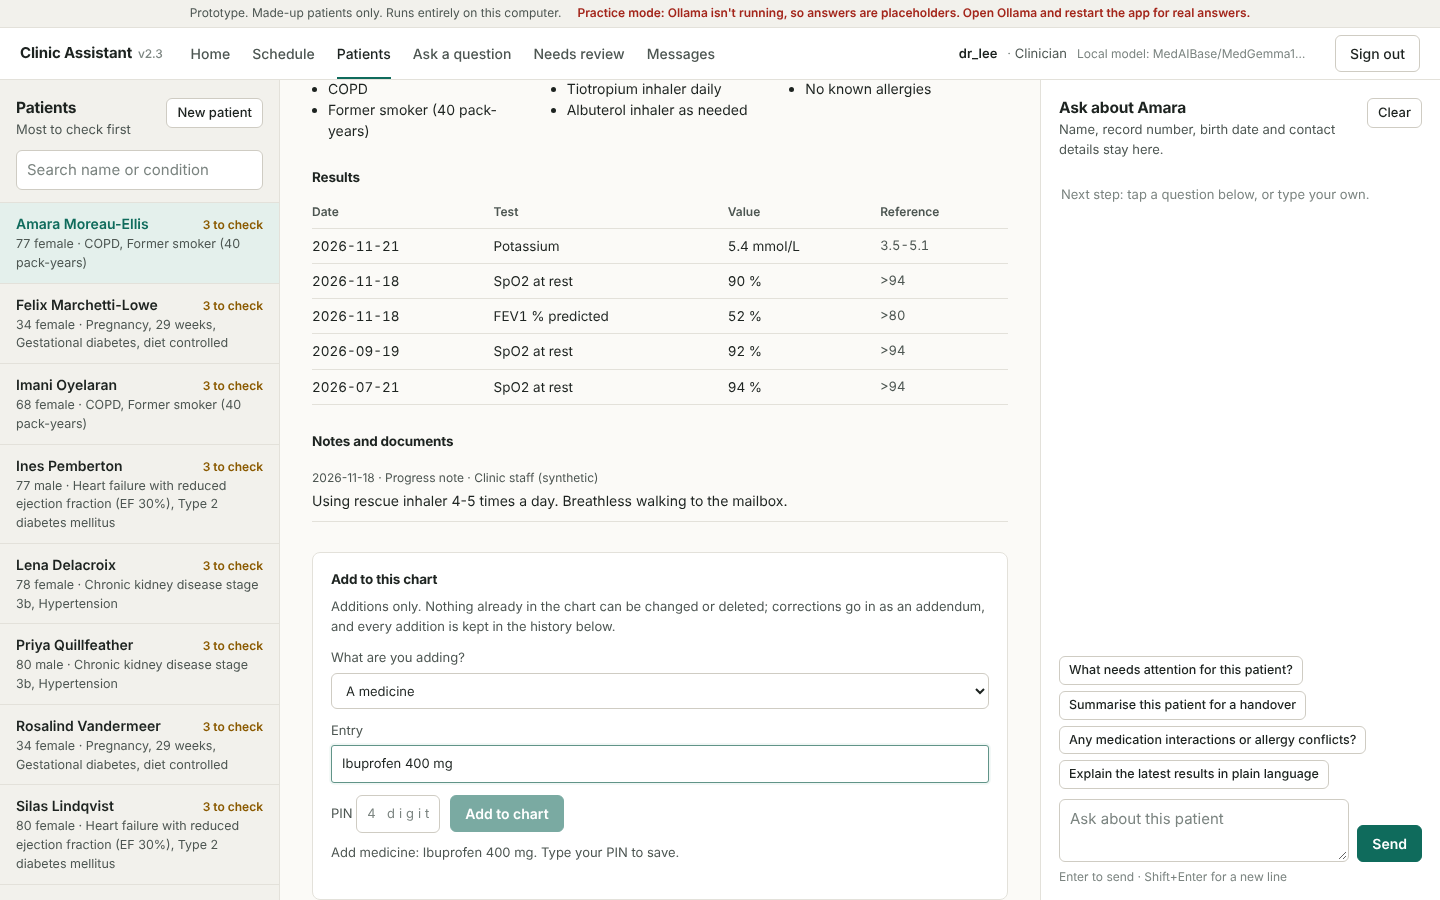 Prototype. Made-up patients only. Runs entirely on this computer. Practice mode: Ollama isn't running, so answers are placeholders. Open Ollama and restart the app for real answers.
Clinic Assistant v2.3 Home Schedule Patients Ask a question Needs review Messages dr_lee · Clinician Local model: MedAIBase/MedGemma1... Sign out
Patients
Most to check first
New patient
Search name or condition
Amara Moreau-Ellis 3 to check
77 female · COPD, Former smoker (40
pack-years)
Felix Marchetti-Lowe 3 to check
34 female · Pregnancy, 29 weeks,
Gestational diabetes, diet controlled
Imani Oyelaran 3 to check
68 female · COPD, Former smoker (40
pack-years)
Ines Pemberton 3 to check
77 male · Heart failure with reduced
ejection fraction (EF 30%), Type 2
diabetes mellitus
Lena Delacroix 3 to check
78 female · Chronic kidney disease stage
3b, Hypertension
Priya Quillfeather 3 to check
80 male · Chronic kidney disease stage
3b, Hypertension
Rosalind Vandermeer 3 to check
34 female · Pregnancy, 29 weeks,
Gestational diabetes, diet controlled
Silas Lindqvist 3 to check
80 female · Heart failure with reduced
ejection fraction (EF 30%), Type 2
diabetes mellitus
• COPD
• Former smoker (40 pack-
years)
• Tiotropium inhaler daily
• Albuterol inhaler as needed
• No known allergies
Results
Date Test Value Reference
2026-11-21 Potassium 5.4 mmol/L 3.5-5.1
2026-11-18 SpO2 at rest 90 % >94
2026-11-18 FEV1 % predicted 52 % >80
2026-09-19 SpO2 at rest 92 % >94
2026-07-21 SpO2 at rest 94 % >94
Notes and documents
2026-11-18 · Progress note · Clinic staff (synthetic)
Using rescue inhaler 4-5 times a day. Breathless walking to the mailbox.
Add to this chart
Additions only. Nothing already in the chart can be changed or deleted; corrections go in as an addendum,
and every addition is kept in the history below.
What are you adding?
A medicine
Entry
Ibuprofen 400 mg
PIN 4 digit Add to chart
Add medicine: Ibuprofen 400 mg. Type your PIN to save.
Ask about Amara
Name, record number, birth date and contact
details stay here.
Clear
Next step: tap a question below, or type your own.
What needs attention for this patient?
Summarise this patient for a handover
Any medication interactions or allergy conflicts?
Explain the latest results in plain language
Ask about this patient
Send
Enter to send · Shift+Enter for a new line